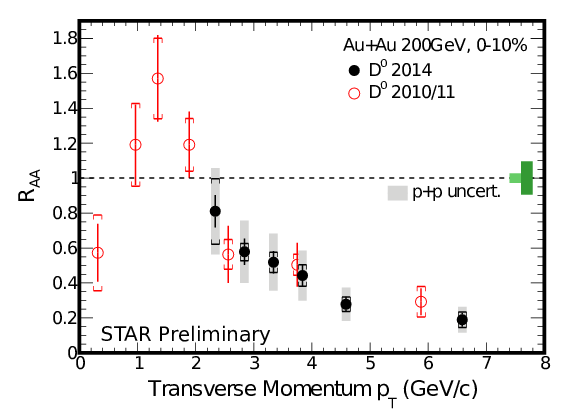 Au+Au 200GeV, 0-10%
D⁰ 2014
D⁰ 2010/11
p+p uncert.
STAR Preliminary
R_AA
1.8
1.6
1.4
1.2
1
0.8
0.6
0.4
0.2
0
0 1 2 3 4 5 6 7 8
Transverse Momentum p_T (GeV/c)